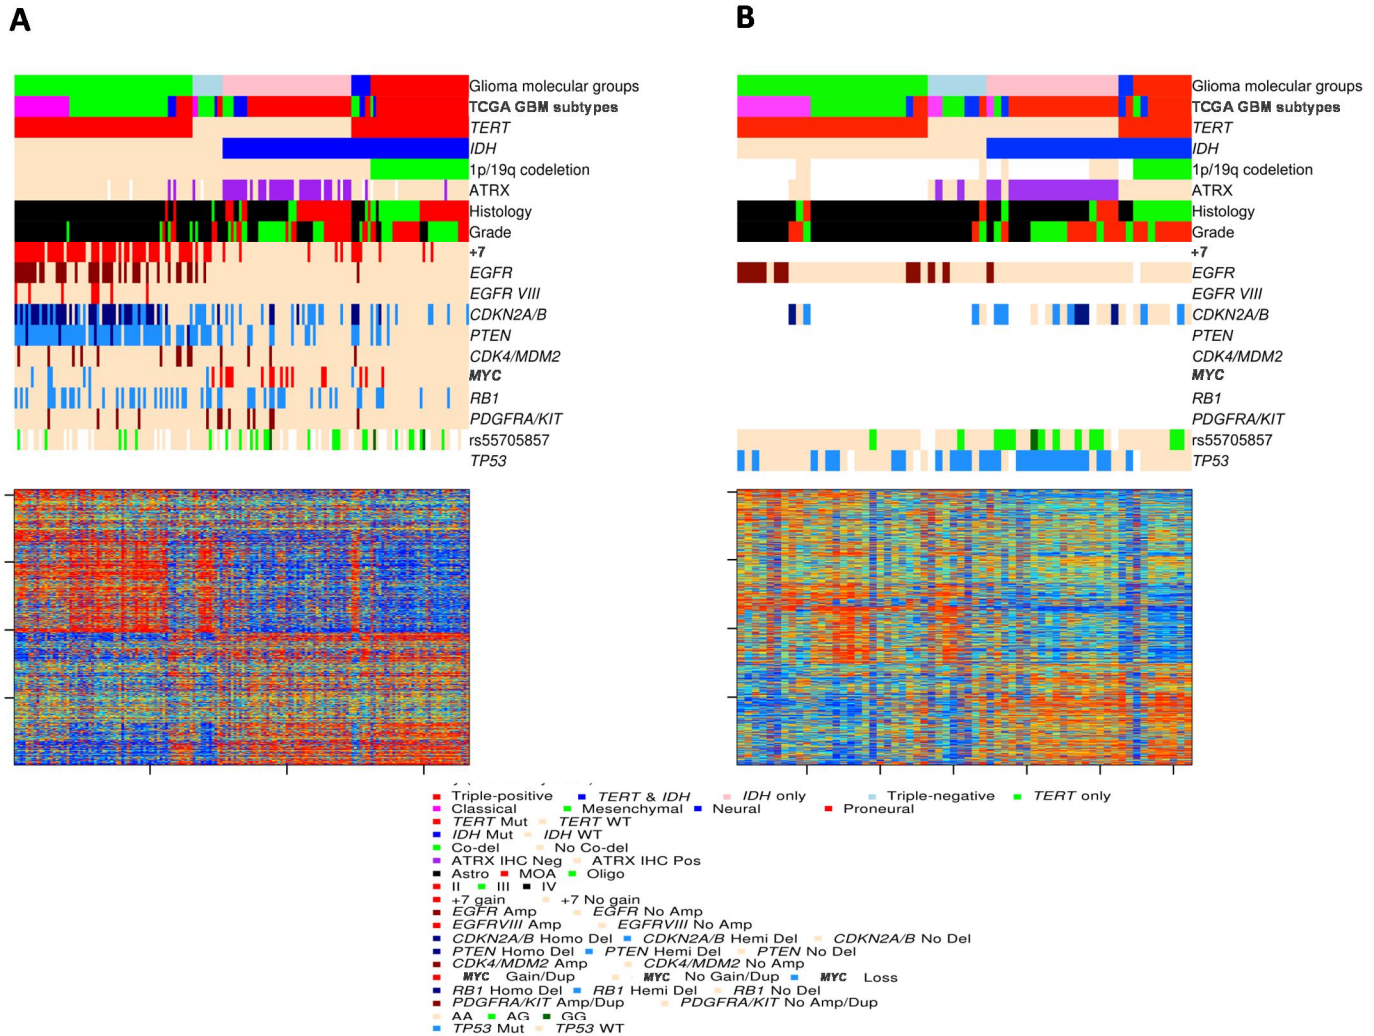 A
B
Glioma molecular groups
TCGA GBM subtypes
TERT
IDH
1p/19q codeletion
ATRX
Histology
Grade
+7
EGFR
EGFR VIII
CDKN2A/B
PTEN
CDK4/MDM2
MYC
RB1
PDGFRA/KIT
rs55705857
TP53
Glioma molecular groups
TCGA GBM subtypes
TERT
IDH
1p/19q codeletion
ATRX
Histology
Grade
+7
EGFR
EGFR VIII
CDKN2A/B
PTEN
CDK4/MDM2
MYC
RB1
PDGFRA/KIT
rs55705857
TP53
Triple-positive TERT & IDH IDH only Triple-negative TERT only
Classical Mesenchymal Neural Proneural
TERT Mut TERT WT
IDH Mut IDH WT
Co-del No Co-del
ATRX IHC Neg ATRX IHC Pos
Astro MOA Oligo
II III IV
+7 gain +7 No gain
EGFR Amp EGFR No Amp
EGFRVIII Amp EGFRVIII No Amp
CDKN2A/B Homo Del CDKN2A/B Hemi Del CDKN2A/B No Del
PTEN Homo Del PTEN Hemi Del PTEN No Del
CDK4/MDM2 Amp CDK4/MDM2 No Amp
MYC Gain/Dup MYC No Gain/Dup MYC Loss
RB1 Homo Del RB1 Hemi Del RB1 No Del
PDGFRA/KIT Amp/Dup PDGFRA/KIT No Amp/Dup
AA AG GG
TP53 Mut TP53 WT